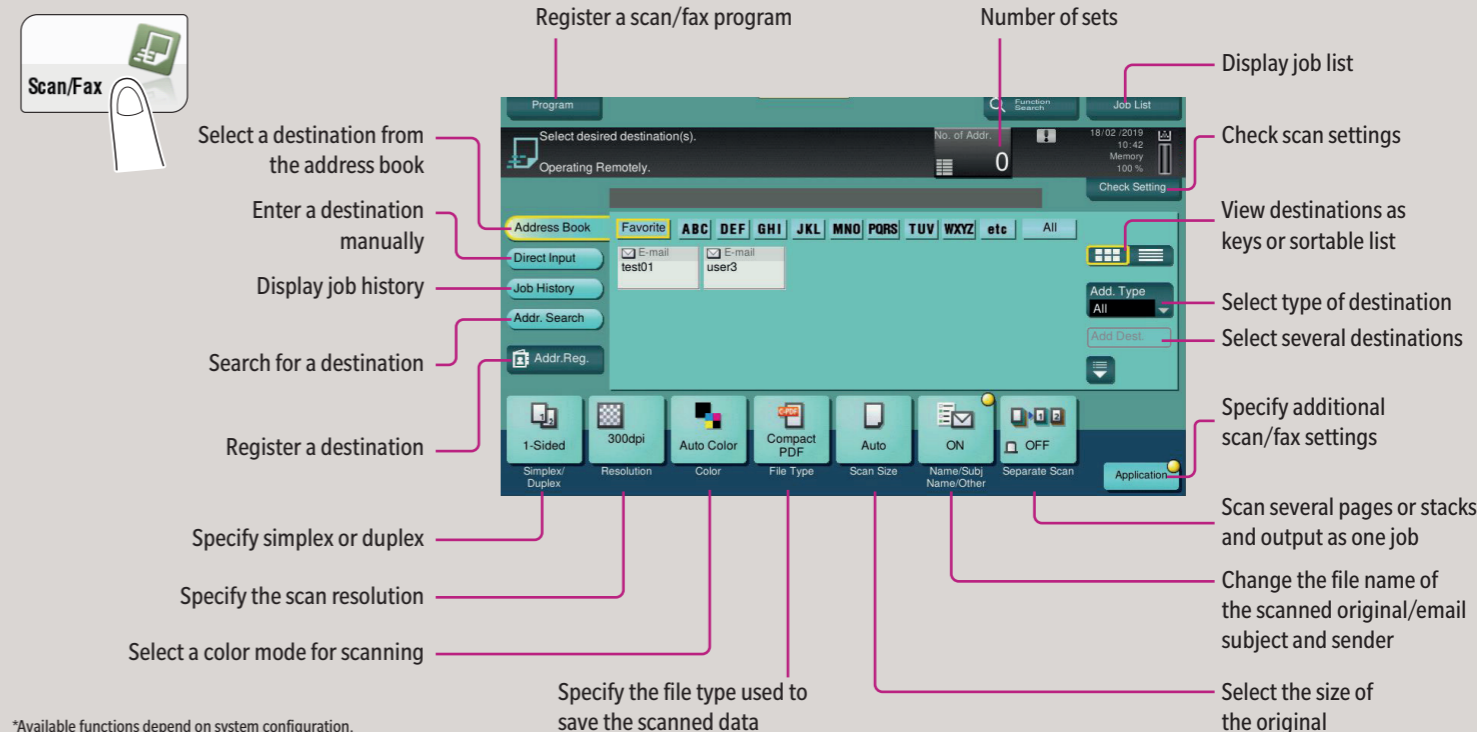 Scan/Fax
Register a scan/fax program
Number of sets
Display job list
Select a destination from
the address book
Check scan settings
Enter a destination
manually
View destinations as
keys or sortable list
Display job history
Select type of destination
Search for a destination
Select several destinations
Register a destination
Specify additional
scan/fax settings
Program
Function
Search
Job List
Select desired destination(s).
Operating Remotely.
No. of Addr.
0
18/02 /2019
10:42
Memory
100 %
Check Setting
Address Book
Direct Input
Job History
Addr. Search
Addr.Reg.
Favorite ABC DEF GHI JKL MNO PQRS TUV WXYZ etc All
E-mail
test01
E-mail
user3
Add. Type
All
Add Dest.
1-Sided
300dpi
Auto Color
Compact
PDF
Auto
ON
OFF
Simplex/
Duplex
Resolution
Color
File Type
Scan Size
Name/Subj
Name/Other
Separate Scan
Application
Specify simplex or duplex
Scan several pages or stacks
and output as one job
Specify the scan resolution
Change the file name of
the scanned original/email
subject and sender
Select a color mode for scanning
Specify the file type used to
save the scanned data
Select the size of
the original
*Available functions depend on system configuration.